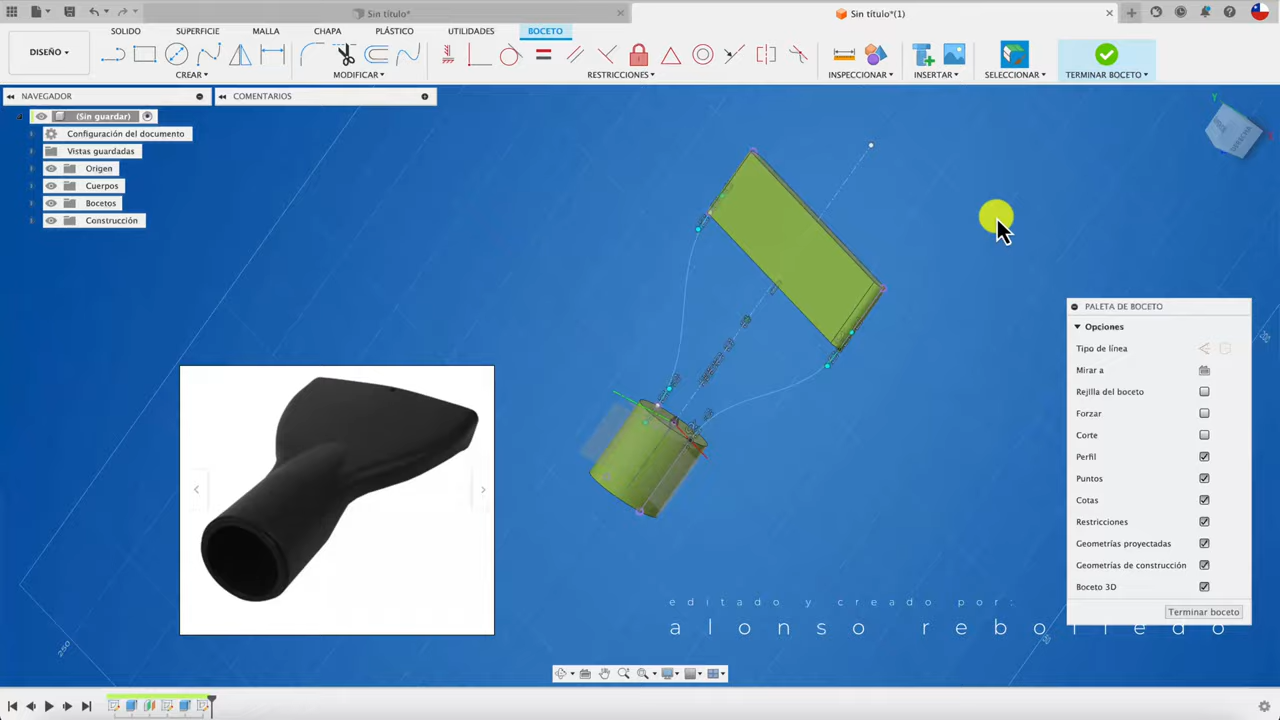 Sin título*
Sin título*(1)
DISEÑO
SOLIDO
SUPERFICIE
MALLA
CHAPA
PLÁSTICO
UTILIDADES
BOCETO
CREAR
MODIFICAR
RESTRICCIONES
INSPECCIONAR
INSERTAR
SELECCIONAR
TERMINAR BOCETO
NAVEGADOR
COMENTARIOS
(Sin guardar)
Configuración del documento
Vistas guardadas
Origen
Cuerpos
Bocetos
Construcción
PALETA DE BOCETO
Opciones
Tipo de línea
Mirar a
Rejilla del boceto
Forzar
Corte
Perfil
Puntos
Cotas
Restricciones
Geometrías proyectadas
Geometrías de construcción
Boceto 3D
Terminar boceto
editado y creado por:
alonso rebolledo
250